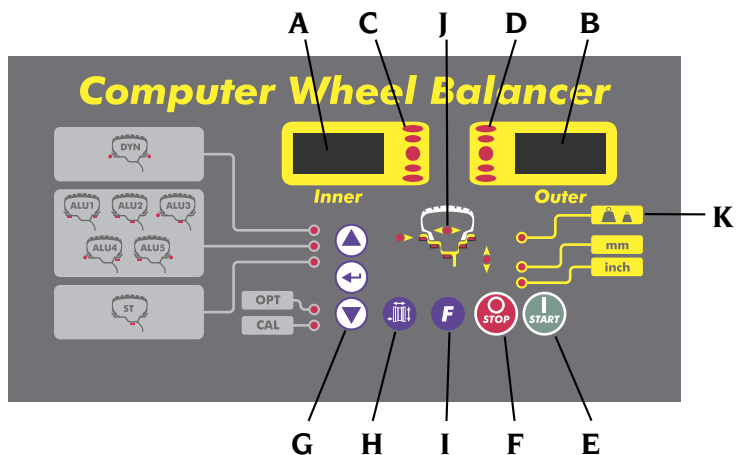 A C J D B
Computer Wheel Balancer
DYN
Inner
Outer
ALU1 ALU2 ALU3
ALU4 ALU5
K
mm
inch
ST
OPT
CAL
F
STOP
START
G H I F E